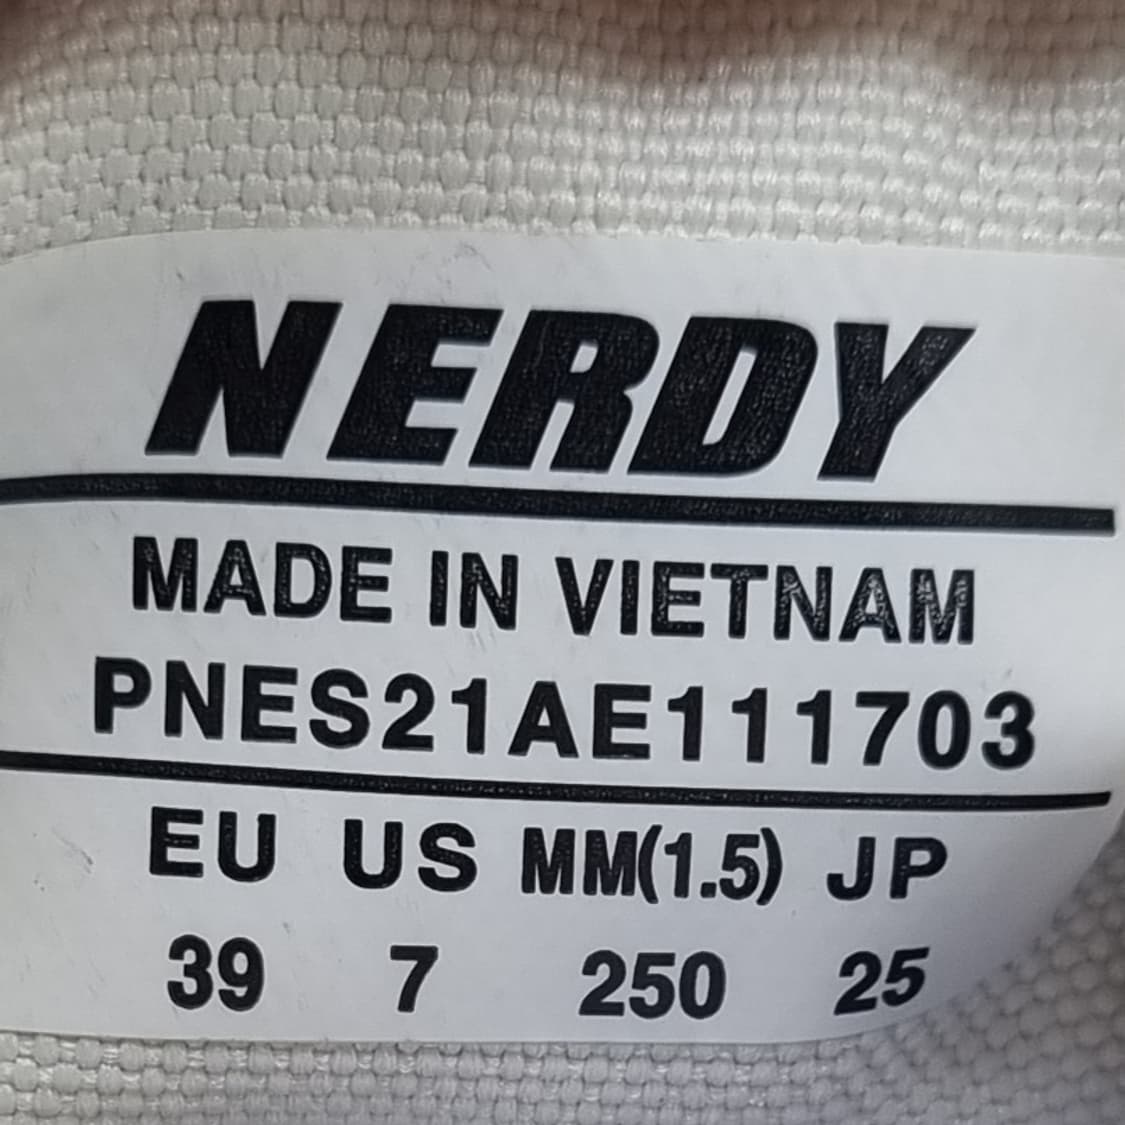 NERDY
MADE IN VIETNAM
PNES21AE111703
EU US MM(1.5) JP
39 7 250 25